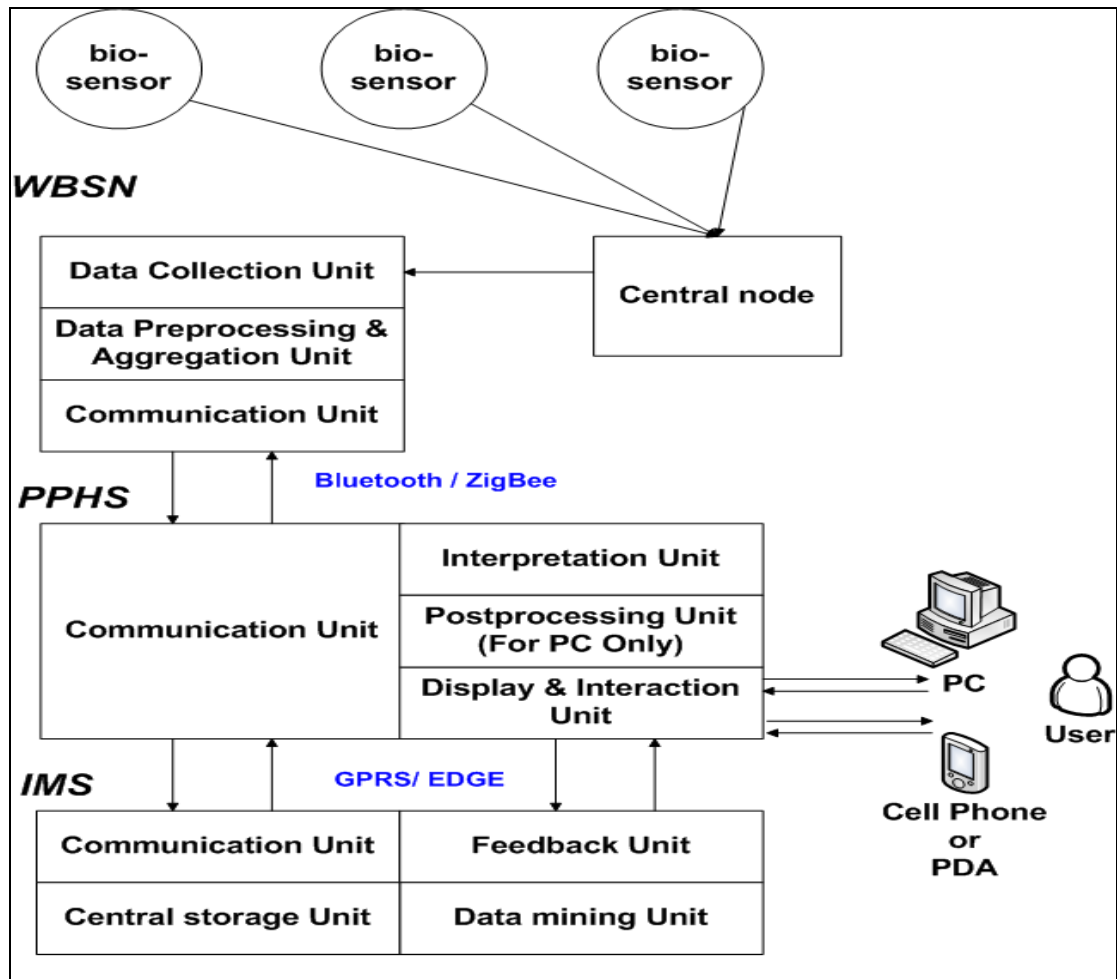 bio-
sensor
bio-
sensor
bio-
sensor
WBSN
Data Collection Unit
Central node
Data Preprocessing &
Aggregation Unit
Communication Unit
Bluetooth / ZigBee
PPHS
Communication Unit
Interpretation Unit
Postprocessing Unit
(For PC Only)
Display & Interaction
Unit
PC
User
Cell Phone
or
PDA
GPRS/ EDGE
IMS
Communication Unit
Feedback Unit
Central storage Unit
Data mining Unit